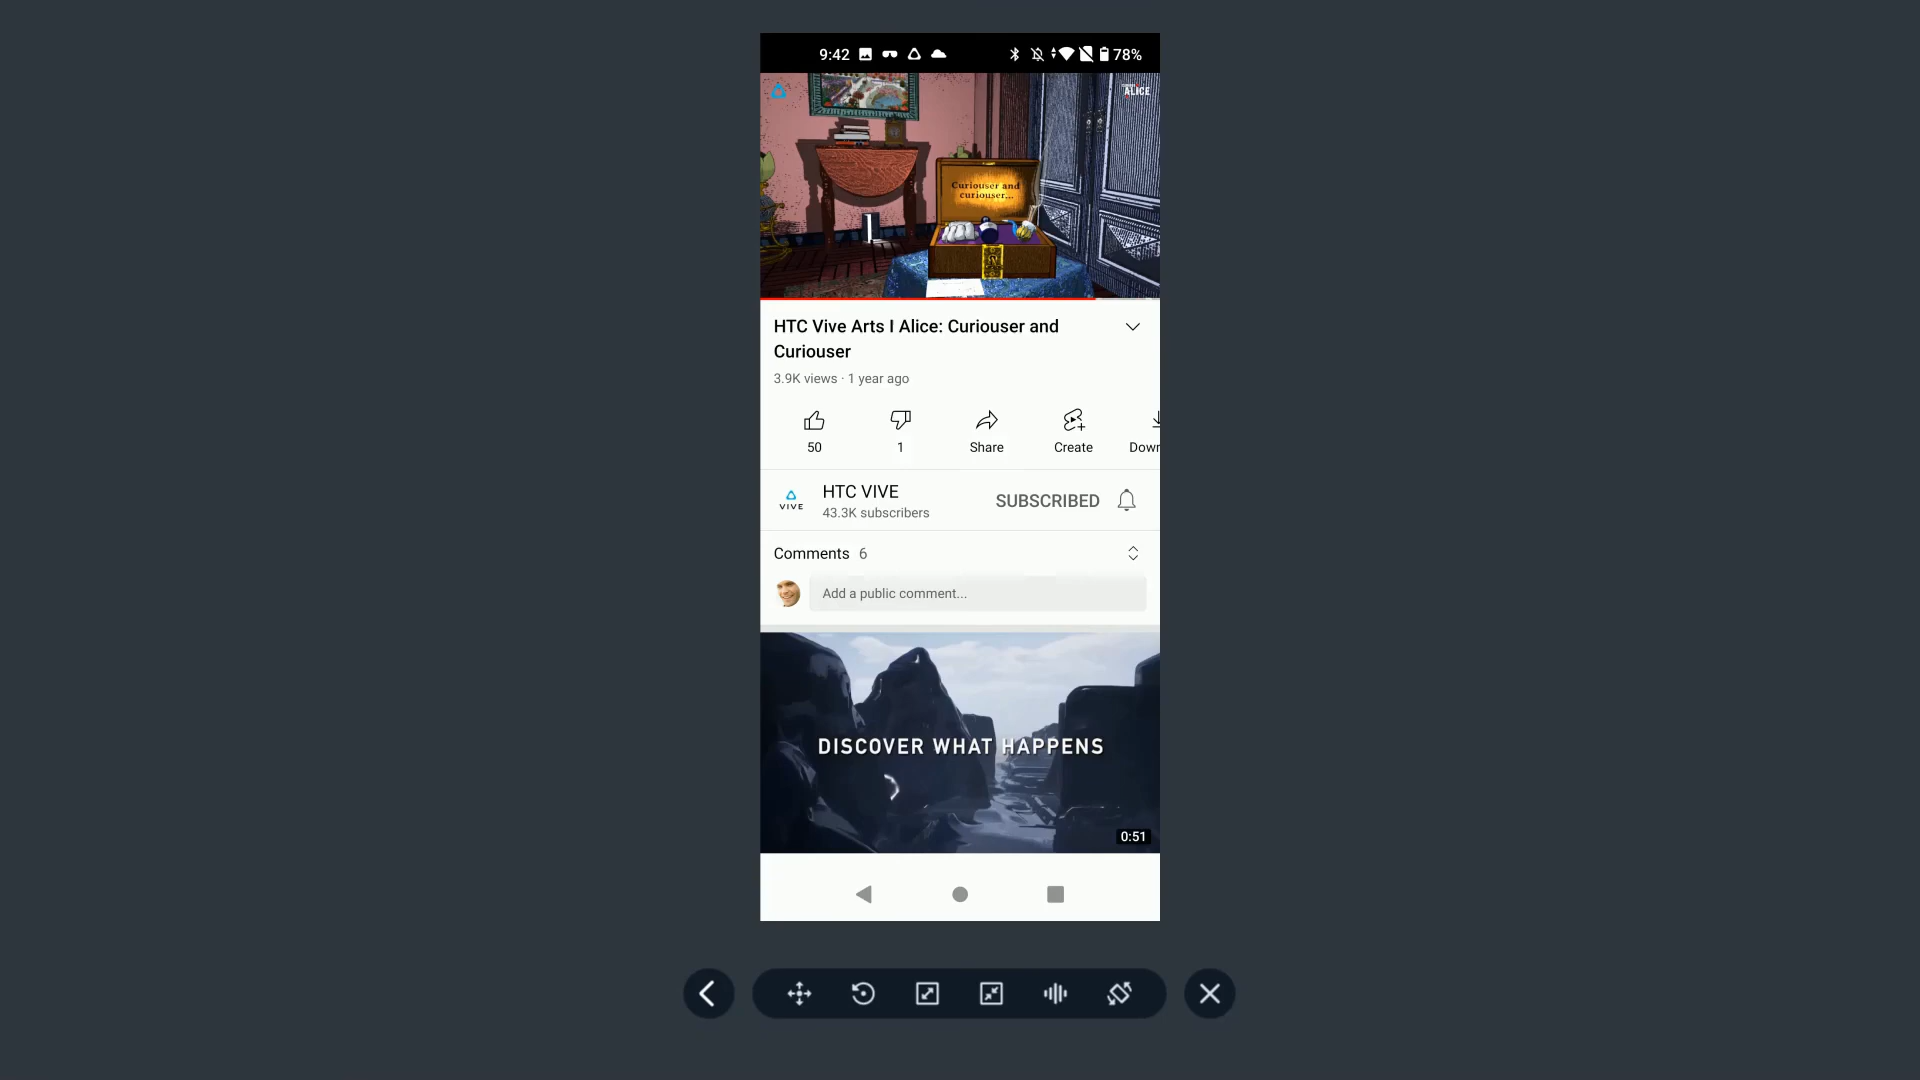 9:42
78%
ALICE
Curiouser and
curiouser...
HTC Vive Arts I Alice: Curiouser and
Curiouser
3.9K views · 1 year ago
50
1
Share
Create
Down
VIVE
HTC VIVE
43.3K subscribers
SUBSCRIBED
Comments 6
Add a public comment...
DISCOVER WHAT HAPPENS
0:51